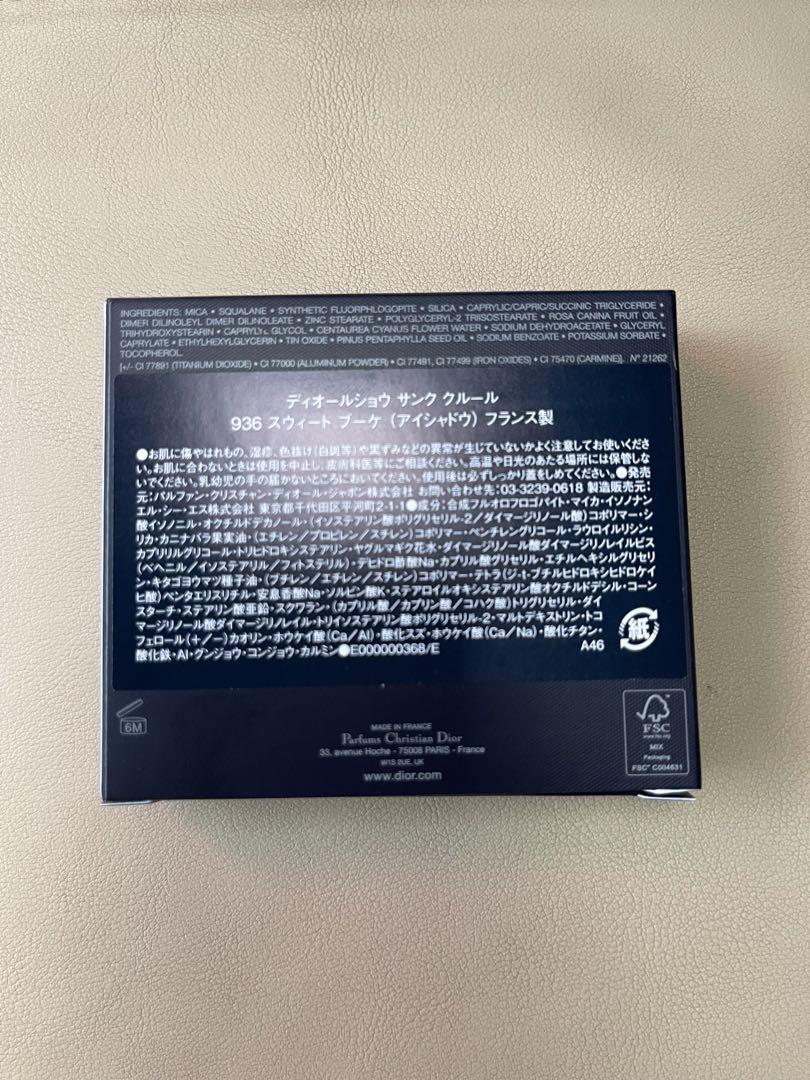 INGREDIENTS: MICA • SQUALANE • SYNTHETIC FLUORPHLOGOPITE • SILICA • CAPRYLIC/CAPRIC/SUCCINIC TRIGLYCERIDE •
DIMER DILINOLEYL DIMER DILINOLEATE • ZINC STEARATE • POLYGLYCERYL-2 TRIISOSTEARATE • ROSA CANINA FRUIT OIL •
TRIHYDROXYSTEARIN • CAPRYLYL GLYCOL • CENTAUREA CYANUS FLOWER WATER • SODIUM DEHYDROACETATE • GLYCERYL
CAPRYLATE • ETHYLHEXYLGLYCERIN • TIN OXIDE • PINUS PENTAPHYLLA SEED OIL • SODIUM BENZOATE • POTASSIUM SORBATE •
TOCOPHEROL.
[+/- CI 77891 (TITANIUM DIOXIDE) • CI 77000 (ALUMINUM POWDER) • CI 77491, CI 77499 (IRON OXIDES) • CI 75470 (CARMINE)]. N° 21262
ディオールショウ サンク クルール
936 スウィート ブーケ (アイシャドウ) フランス製
●お肌に傷やはれもの、湿疹、色抜け(白斑等)や黒ずみなどの異常が生じていないかよく注意してお使いくださ
い。お肌に合わないときは使用を中止し、皮膚科医等にご相談ください。高温や日光のあたる場所には保管しな
いでください。乳幼児の手の届かないところにおいてください。使用後は必ずしっかり蓋をしめてください。●発売
元:パルファン・クリスチャン・ディオール・ジャポン株式会社 お問い合わせ先:03-3239-0618 製造販売元:
エル・シー・エス株式会社 東京都千代田区平河町2-1-1●成分:合成フルオロフロゴパイト・マイカ・イソノナン
酸イソノニル・オクチルドデカノール・(イソステアリン酸ポリグリセリル-2/ダイマージリノール酸)コポリマー・シ
リカ・カニナバラ果実油・(エチレン/プロピレン/スチレン)コポリマー・ペンチレングリコール・ラウロイルリシン・
カプリリルグリコール・トリヒドロキシステアリン・ヤグルマギク花水・ダイマージリノール酸ダイマージリノレイルビス
(ベヘニル/イソステアリル/フィトステリル)・デヒドロ酢酸Na・カプリル酸グリセリル・エチルヘキシルグリセリ
ン・キタゴヨウマツ種子油・(ブチレン/エチレン/スチレン)コポリマー・テトラ(ジ-t-ブチルヒドロキシヒドロケイ
ヒ酸)ペンタエリスリチル・安息香酸Na・ソルビン酸K・ステアロイルオキシステアリン酸オクチルドデシル・コーン
スターチ・ステアリン酸亜鉛・スクワラン・(カプリル酸/カプリン酸/コハク酸)トリグリセリル・ダイ
マージリノール酸ダイマージリノレイル・トリイソステアリン酸ポリグリセリル-2・マルトデキストリン・トコ
フェロール(+/-)カオリン・ホウケイ酸(Ca/Al)・酸化スズ・ホウケイ酸(Ca/Na)・酸化チタン・
酸化鉄・Al・グンジョウ・コンジョウ・カルミン●E000000368/E
A46
紙
6M
MADE IN FRANCE
Parfums Christian Dior
33, avenue Hoche - 75008 PARIS - France
W1S 2UE, UK
www.dior.com
FSC
www.fsc.org
MIX
Packaging
FSC® C004631